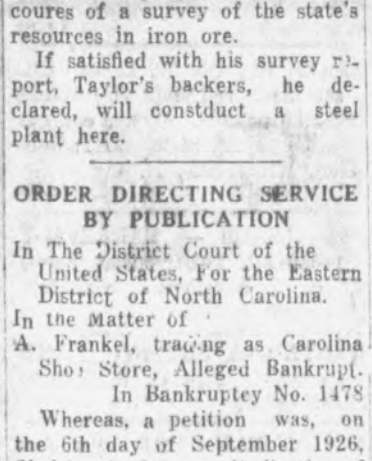 coures of a survey of the state's
resources in iron ore.
If satisfied with his survey re-
port, Taylor's backers, he de-
clared, will constduct a steel
plant here.
ORDER DIRECTING SERVICE
BY PUBLICATION
In The District Court of the
United States, For the Eastern
District of North Carolina.
In the Matter of
A. Frankel, trading as Carolina
Shoe Store, Alleged Bankrupt.
In Bankruptcy No. 1478
Whereas, a petition was, on
the 6th day of September 1926,